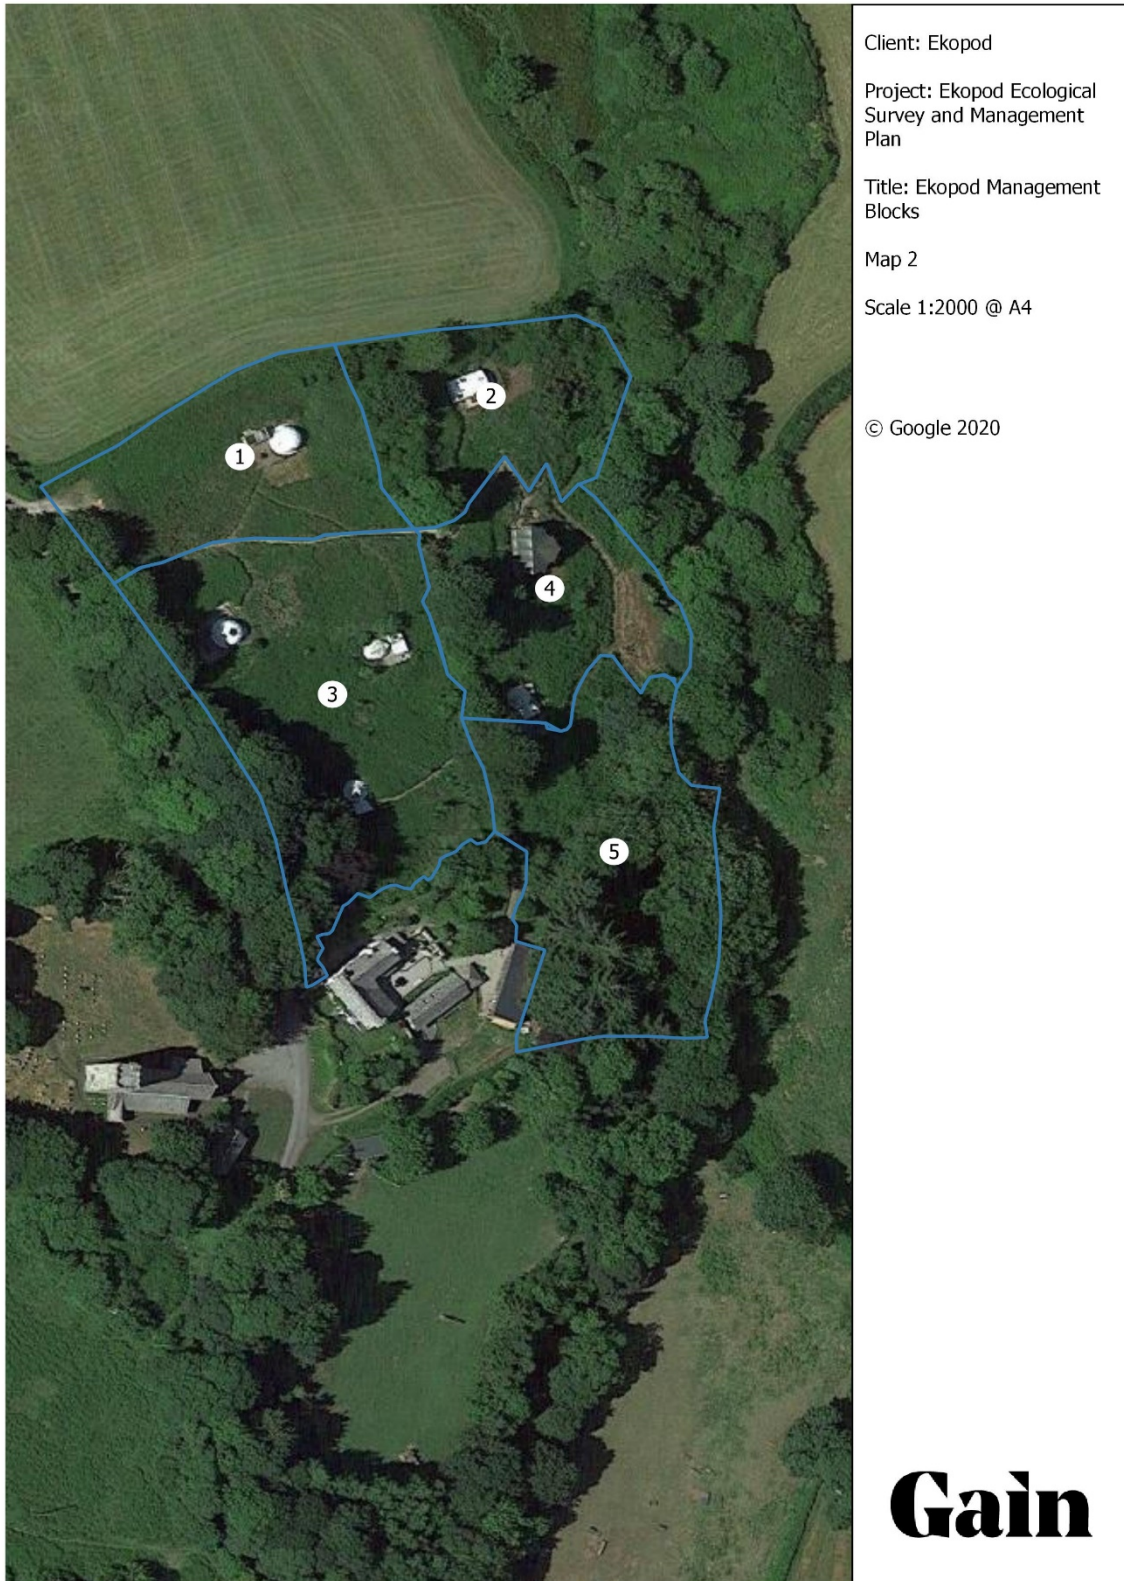 Client: Ekopod
Project: Ekopod Ecological
Survey and Management
Plan
Title: Ekopod Management
Blocks
Map 2
Scale 1:2000 @ A4
© Google 2020
1
2
3
4
5
Gain